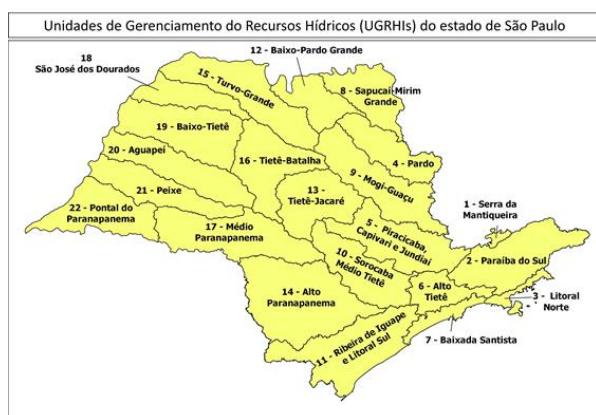 Unidades de Gerenciamento do Recursos Hídricos (UGRHIs) do estado de São Paulo
12 - Baixo-Pardo Grande
18
São José dos Dourados
15 - Turvo-Grande
8 - Sapucaí-Mirim
Grande
19 - Baixo-Tietê
20 - Aguapeí
16 - Tietê-Batalha
4 - Pardo
9 - Mogi-Guaçu
21 - Peixe
13 -
Tietê-Jacaré
1 - Serra da
Mantiqueira
22 - Pontal do
Paranapanema
17 - Médio
Paranapanema
5 - Piracicaba,
Capivari e Jundiaí
2 - Paraíba do Sul
10 - Sorocaba
Médio Tietê
14 - Alto
Paranapanema
6 - Alto
Tietê
3 - Litoral
Norte
11 - Ribeira de Iguape
e Litoral Sul
7 - Baixada Santista